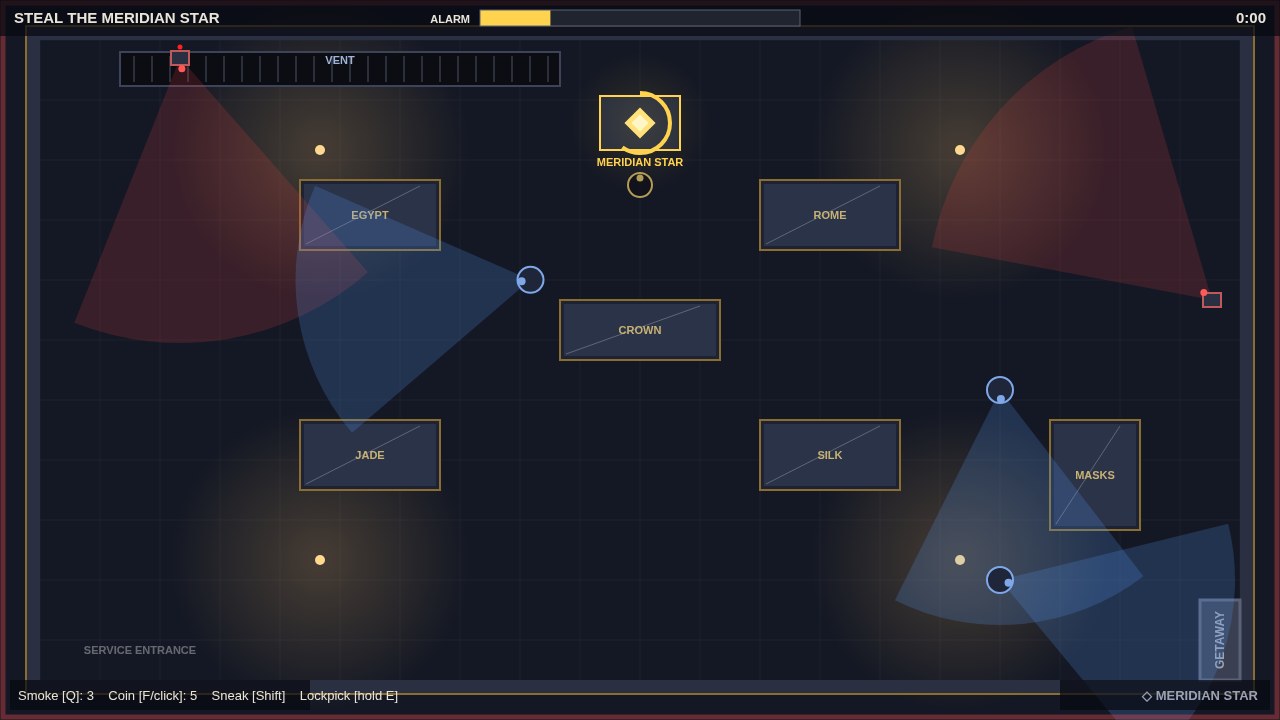 STEAL THE MERIDIAN STAR
ALARM
0:00
VENT
MERIDIAN STAR
EGYPT
ROME
CROWN
JADE
SILK
MASKS
GETAWAY
SERVICE ENTRANCE
Smoke [Q]: 3 Coin [F/click]: 5 Sneak [Shift] Lockpick [hold E]
◇ MERIDIAN STAR